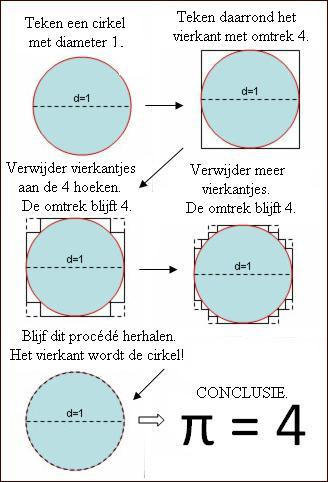 Teken een cirkel
met diameter 1.
d=1
Teken daarrond het
vierkant met omtrek 4.
d=1
Verwijder vierkantjes
aan de 4 hoeken.
De omtrek blijft 4.
d=1
Verwijder meer
vierkantjes.
De omtrek blijft 4.
d=1
Blijf dit procédé herhalen.
Het vierkant wordt de cirkel!
d=1
CONCLUSIE.
π = 4